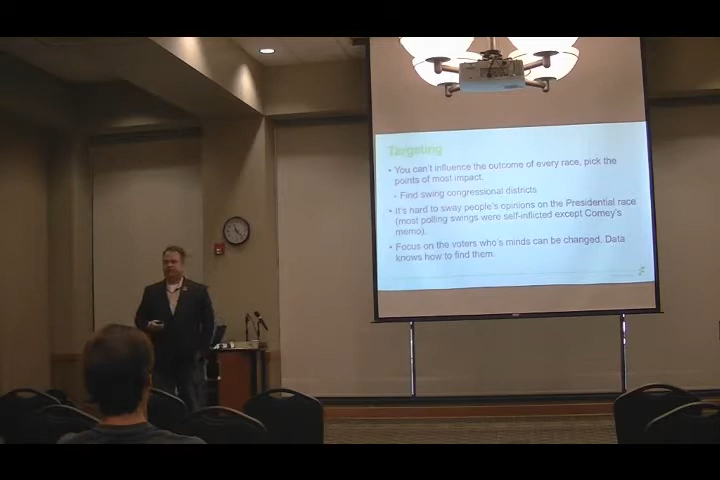 Targeting
• You can't influence the outcome of every race, pick the
points of most impact.
- Find swing congressional districts
• It's hard to sway people's opinions on the Presidential race
(most polling swings were self-inflicted except Comey's
memo).
• Focus on the voters who's minds can be changed. Data
knows how to find them.